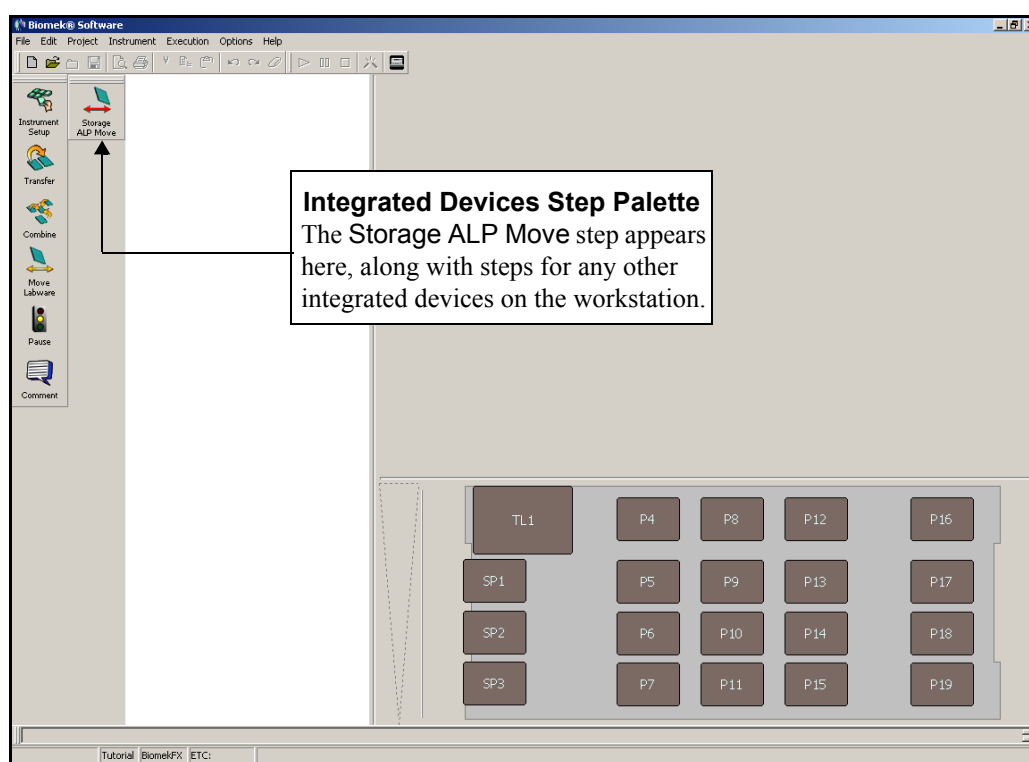 Biomek® Software
File Edit Project Instrument Execution Options Help
Instrument
Setup
Storage
ALP Move
Transfer
Combine
Move
Labware
Pause
Comment
Integrated Devices Step Palette
The Storage ALP Move step appears
here, along with steps for any other
integrated devices on the workstation.
TL1 P4 P8 P12 P16
SP1 P5 P9 P13 P17
SP2 P6 P10 P14 P18
SP3 P7 P11 P15 P19
Tutorial BiomekFX ETC: